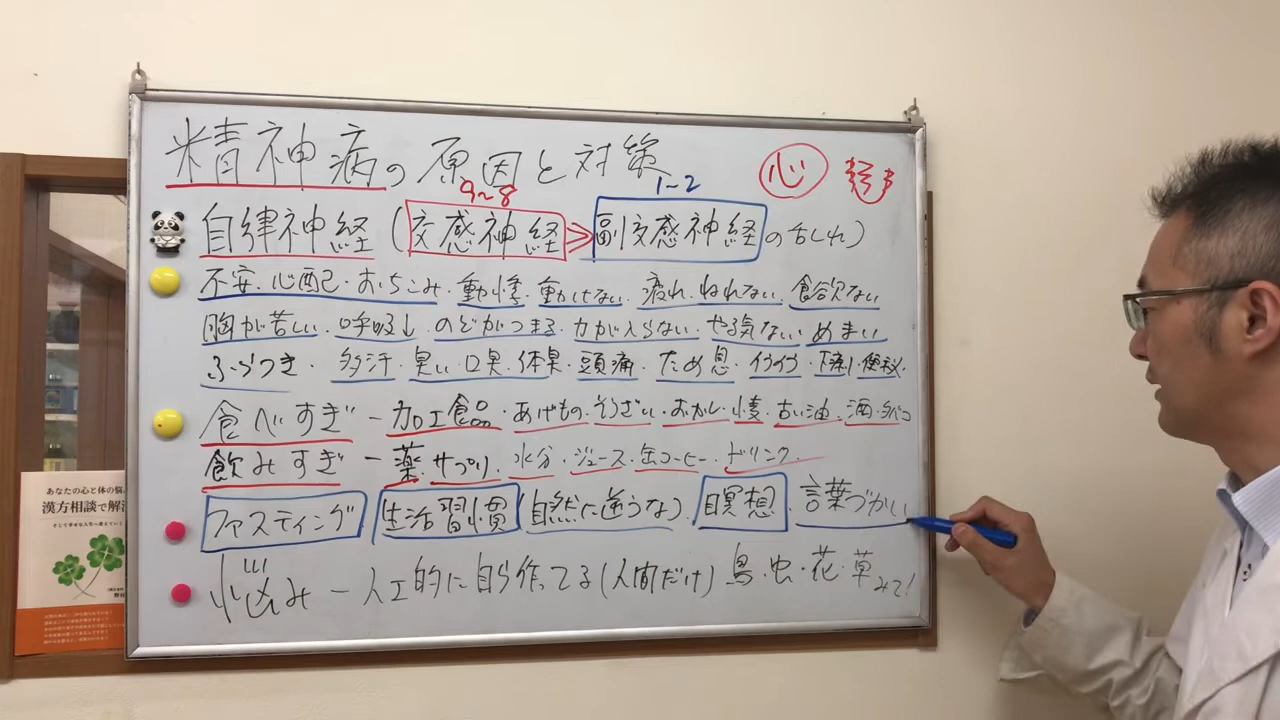 精神病の原因と対策
心
9~8
1~2
自律神経(交感神経 ≫ 副交感神経の乱れ)
不安・心配・おちこみ・動悸・動けない・疲れ・ねれない・食欲ない
胸が苦しい・呼吸↓・のどがつまる・力が入らない・やる気ない・めまい
ふらつき・多汗・臭い・口臭・体臭・頭痛・ため息・イライラ・下痢・便秘・
食べすぎ-加工食品・あげもの・そうざい・おかし・小麦・古い油・酒・タバコ
飲みすぎ-薬・サプリ・水分・ジュース・缶コーヒー・ドリンク
ファスティング 生活習慣(自然に逆うな) 瞑想・言葉づかい
悩み-人工的に自ら作ってる(人間だけ)鳥・虫・花・草みて!
あなたの心と体の悩
漢方相談で解